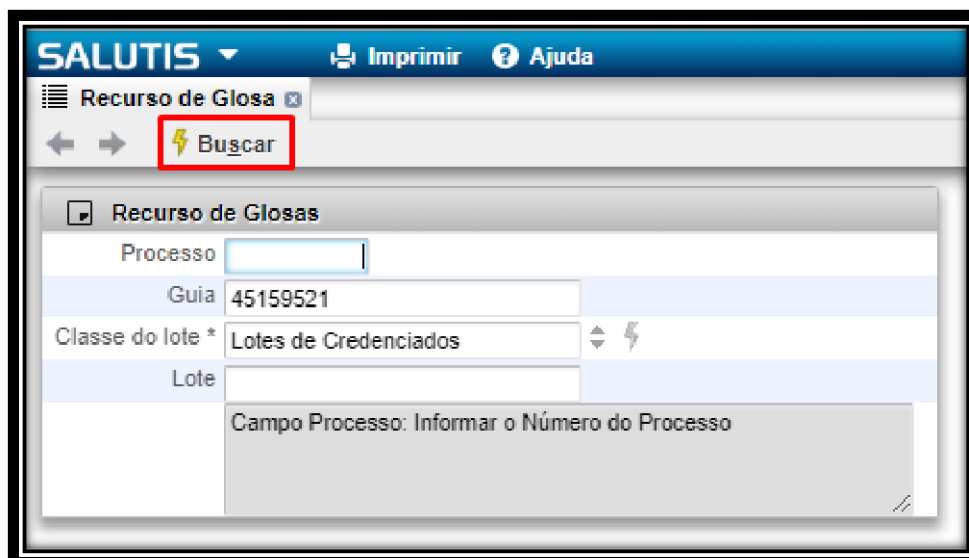 SALUTIS Imprimir Ajuda
Recurso de Glosa
Buscar
Recurso de Glosas
Processo
Guia 45159521
Classe do lote * Lotes de Credenciados
Lote
Campo Processo: Informar o Número do Processo